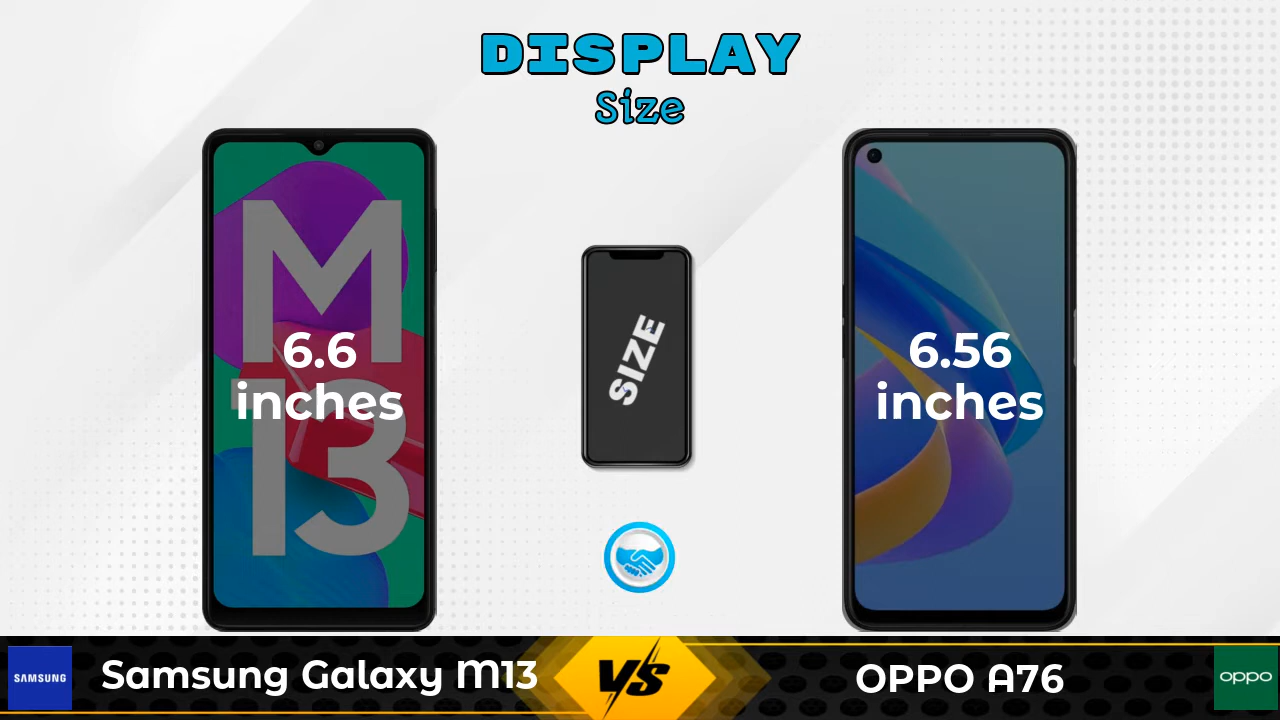 DISPLAY
Size
M
13
6.6
inches
SIZE
6.56
inches
SAMSUNG
Samsung Galaxy M13
VS
OPPO A76
oppo